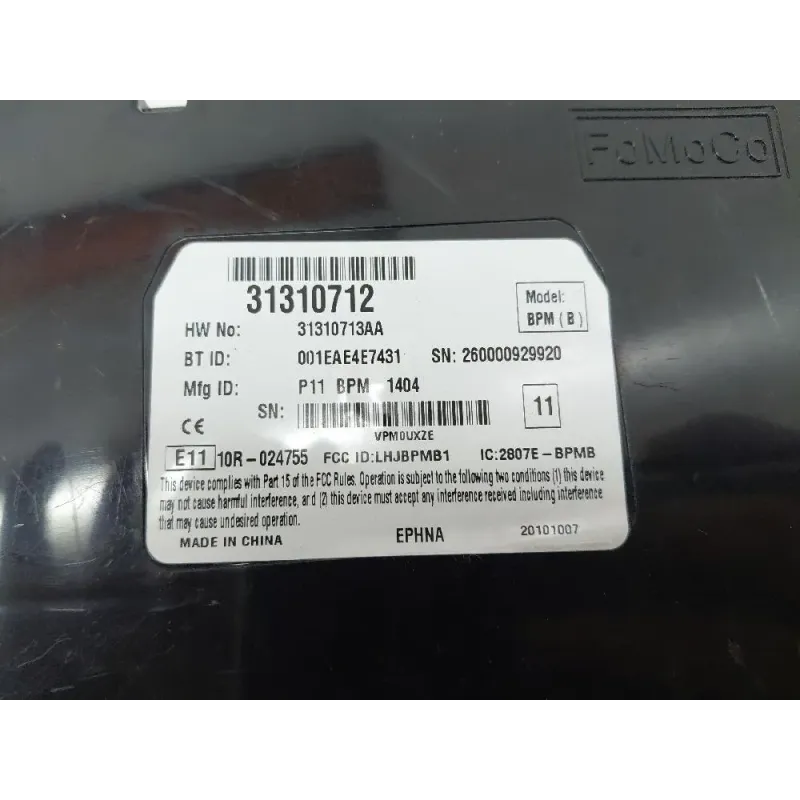 FoMoCo
31310712
Model:
BPM ( B )
HW No: 31310713AA
BT ID: 001EAE4E7431 SN: 260000929920
Mfg ID: P11 BPM 1404
SN:
11
VPM0UXZE
CE
E11 10R-024755 FCC ID:LHJBPMB1 IC:2807E-BPMB
This device complies with Part 15 of the FCC Rules. Operation is subject to the following two conditions (1) this device
may not cause harmful interference, and (2) this device must accept any interference received including interference
that may cause undesired operation.
MADE IN CHINA EPHNA 20101007